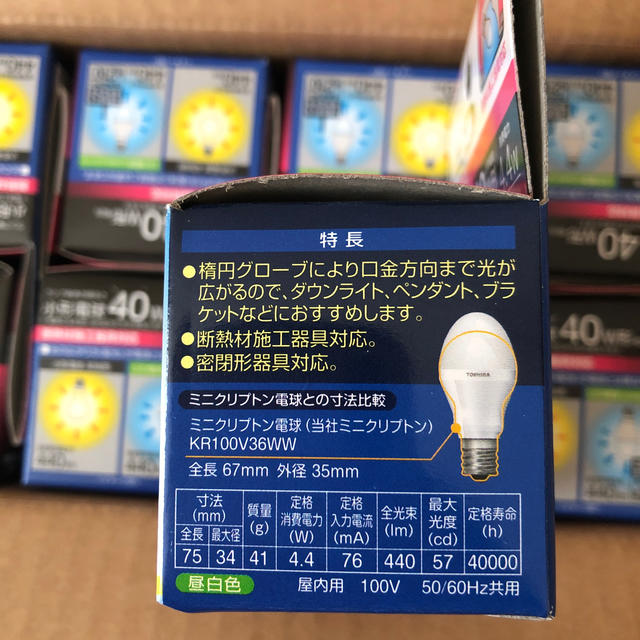 特長
●楕円グローブにより口金方向まで光が
広がるので、ダウンライト、ペンダント、ブラ
ケットなどにおすすめします。
●断熱材施工器具対応。
●密閉形器具対応。
TOSHIBA
ミニクリプトン電球との寸法比較
ミニクリプトン電球（当社ミニクリプトン）
KR100V36WW
全長 67mm 外径 35mm
寸法(mm) 質量(g) 定格消費電力(W) 定格入力電流(mA) 全光束(lm) 最大光度(cd) 定格寿命(h)
全長 最大径
75 34 41 4.4 76 440 57 40000
昼白色 屋内用 100V 50/60Hz共用
小形電球40W
40W